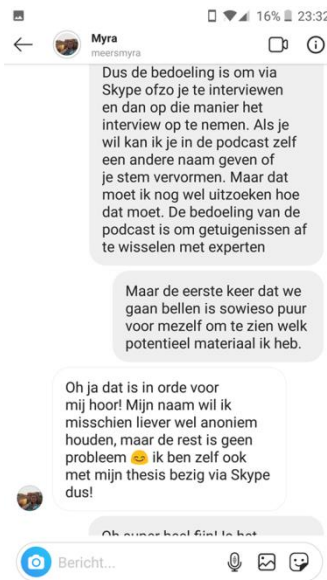 16% 23:32
Myra
meersmyra
Dus de bedoeling is om via
Skype ofzo je te interviewen
en dan op die manier het
interview op te nemen. Als je
wil kan ik je in de podcast zelf
een andere naam geven of
je stem vervormen. Maar dat
moet ik nog wel uitzoeken hoe
dat moet. De bedoeling van de
podcast is om getuigenissen af
te wisselen met experten
Maar de eerste keer dat we
gaan bellen is sowieso puur
voor mezelf om te zien welk
potentieel materiaal ik heb.
Oh ja dat is in orde voor
mij hoor! Mijn naam wil ik
misschien liever wel anoniem
houden, maar de rest is geen
probleem 😊 ik ben zelf ook
met mijn thesis bezig via Skype
dus!
Oh super heel fijn! Is het
Bericht...